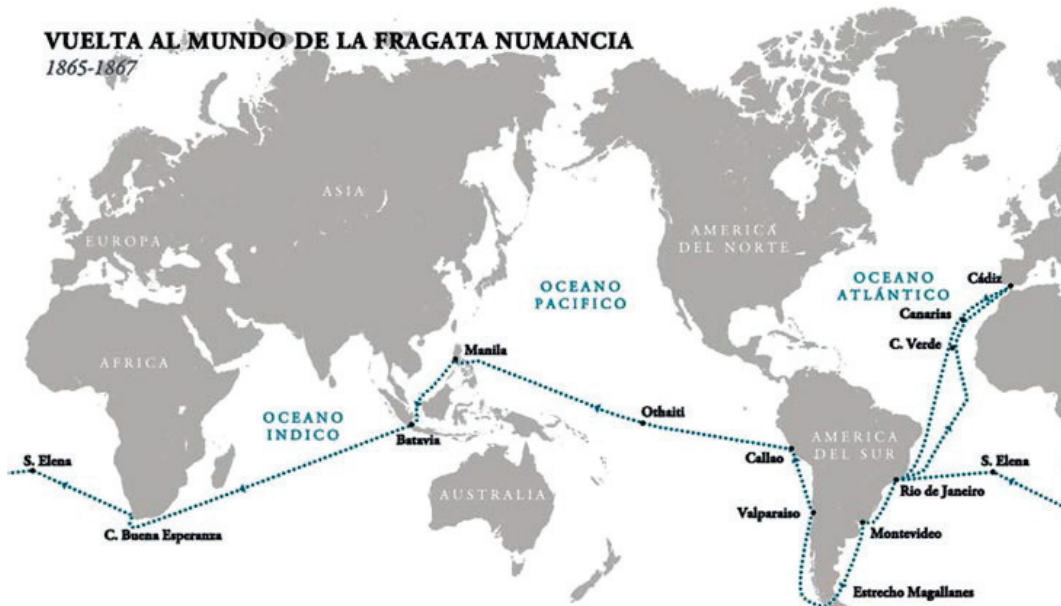 VUELTA AL MUNDO DE LA FRAGATA NUMANCIA
1865-1867
ASIA
EUROPA
AMERICA
DEL NORTE
OCEANO
PACIFICO
OCEANO
ATLÁNTICO
Cádiz
Canarias
C. Verde
AFRICA
Manila
OCEANO
INDICO
Othaiti
Batavia
AMERICA
DEL SUR
Callao
S. Elena
S. Elena
AUSTRALIA
Rio de Janeiro
Valparaiso
C. Buena Esperanza
Montevideo
Estrecho Magallanes